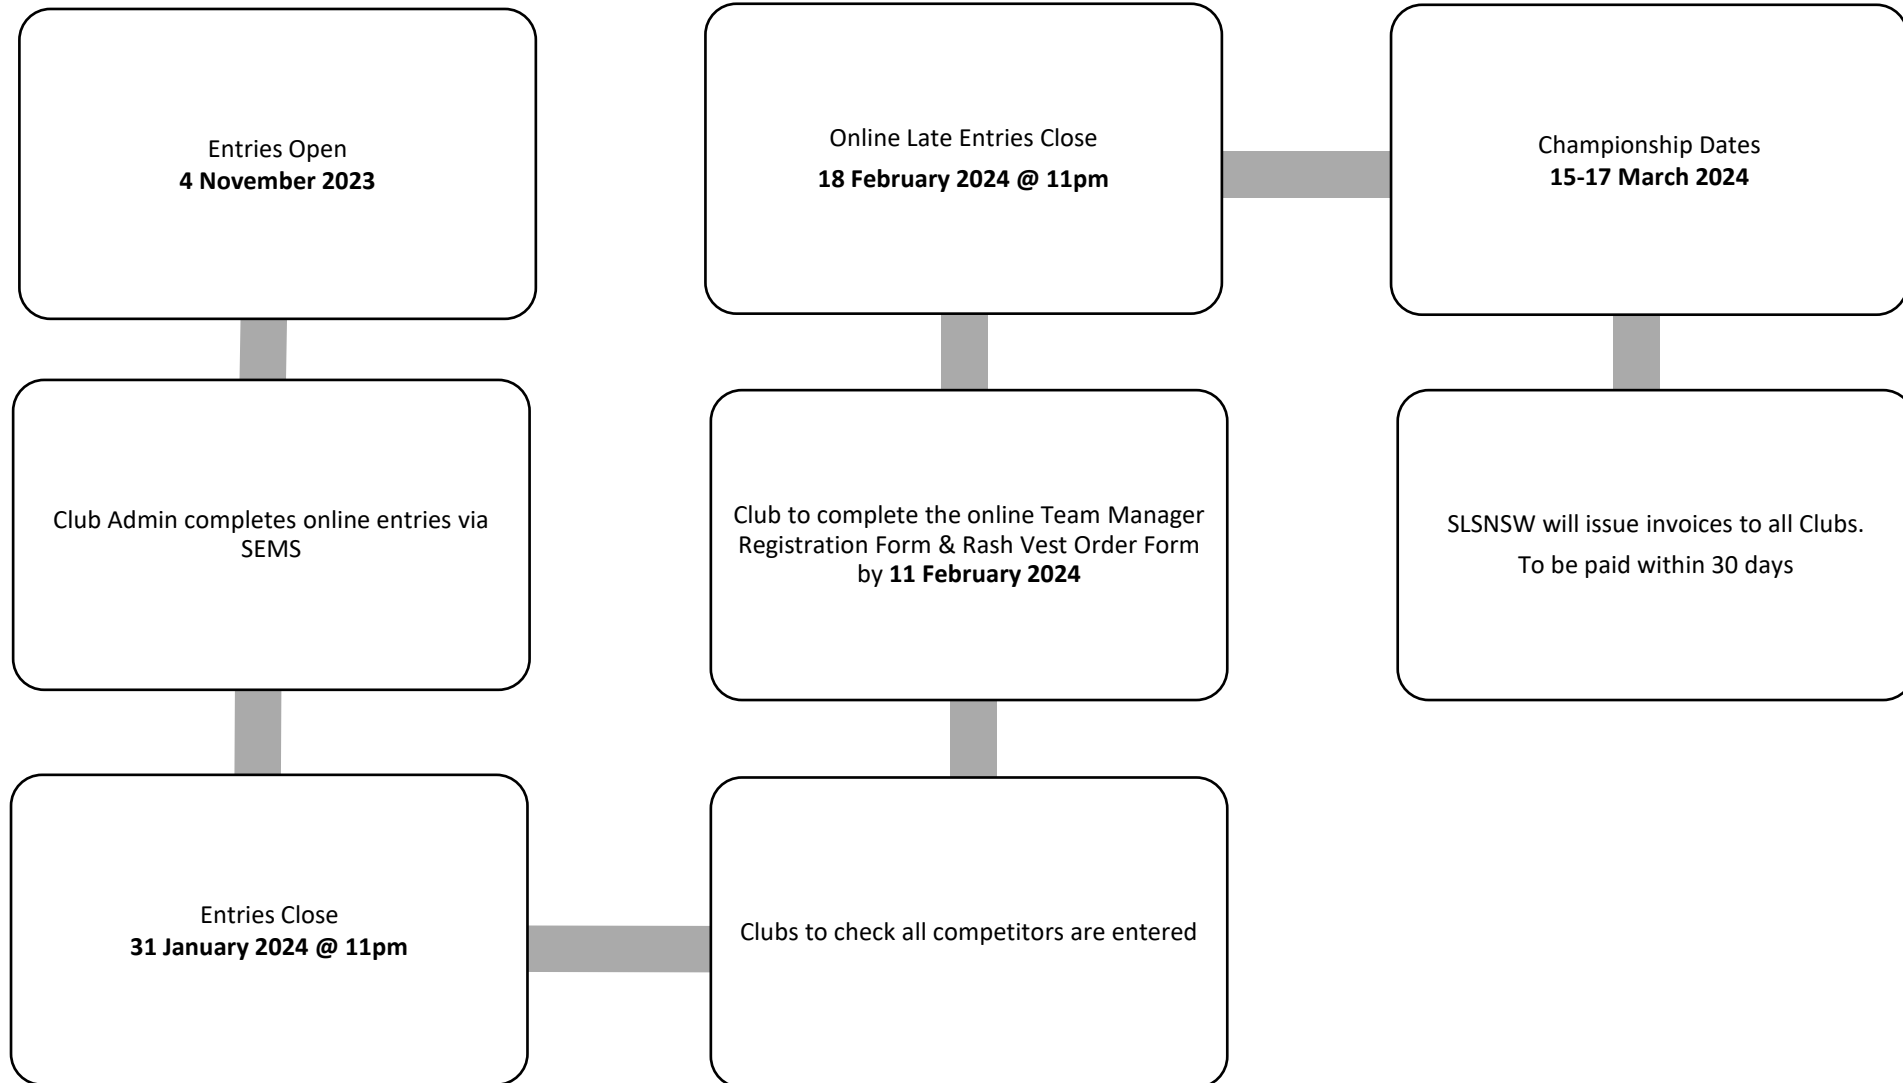 Entries Open
4 November 2023
Club Admin completes online entries via
SEMS
Entries Close
31 January 2024 @ 11pm
Clubs to check all competitors are entered
Club to complete the online Team Manager
Registration Form & Rash Vest Order Form
by 11 February 2024
Online Late Entries Close
18 February 2024 @ 11pm
Championship Dates
15-17 March 2024
SLSNSW will issue invoices to all Clubs.
To be paid within 30 days